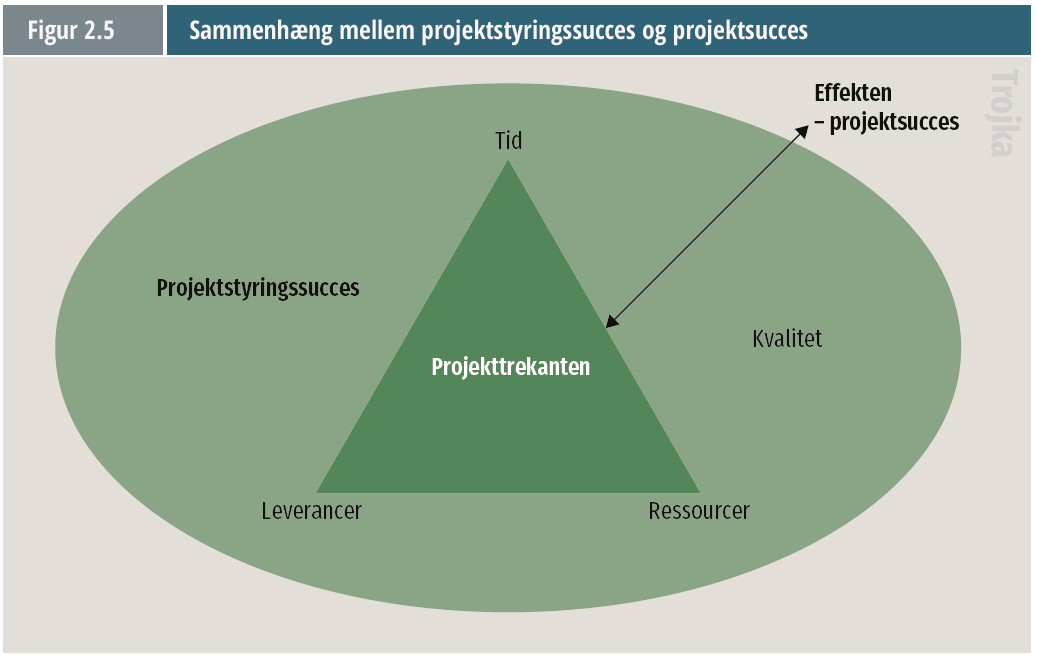 Figur 2.5
Sammenhæng mellem projektstyringssucces og projektsucces
Trojka
Effekten
– projektsucces
Tid
Projektstyringssucces
Kvalitet
Projekttrekanten
Leverancer
Ressourcer